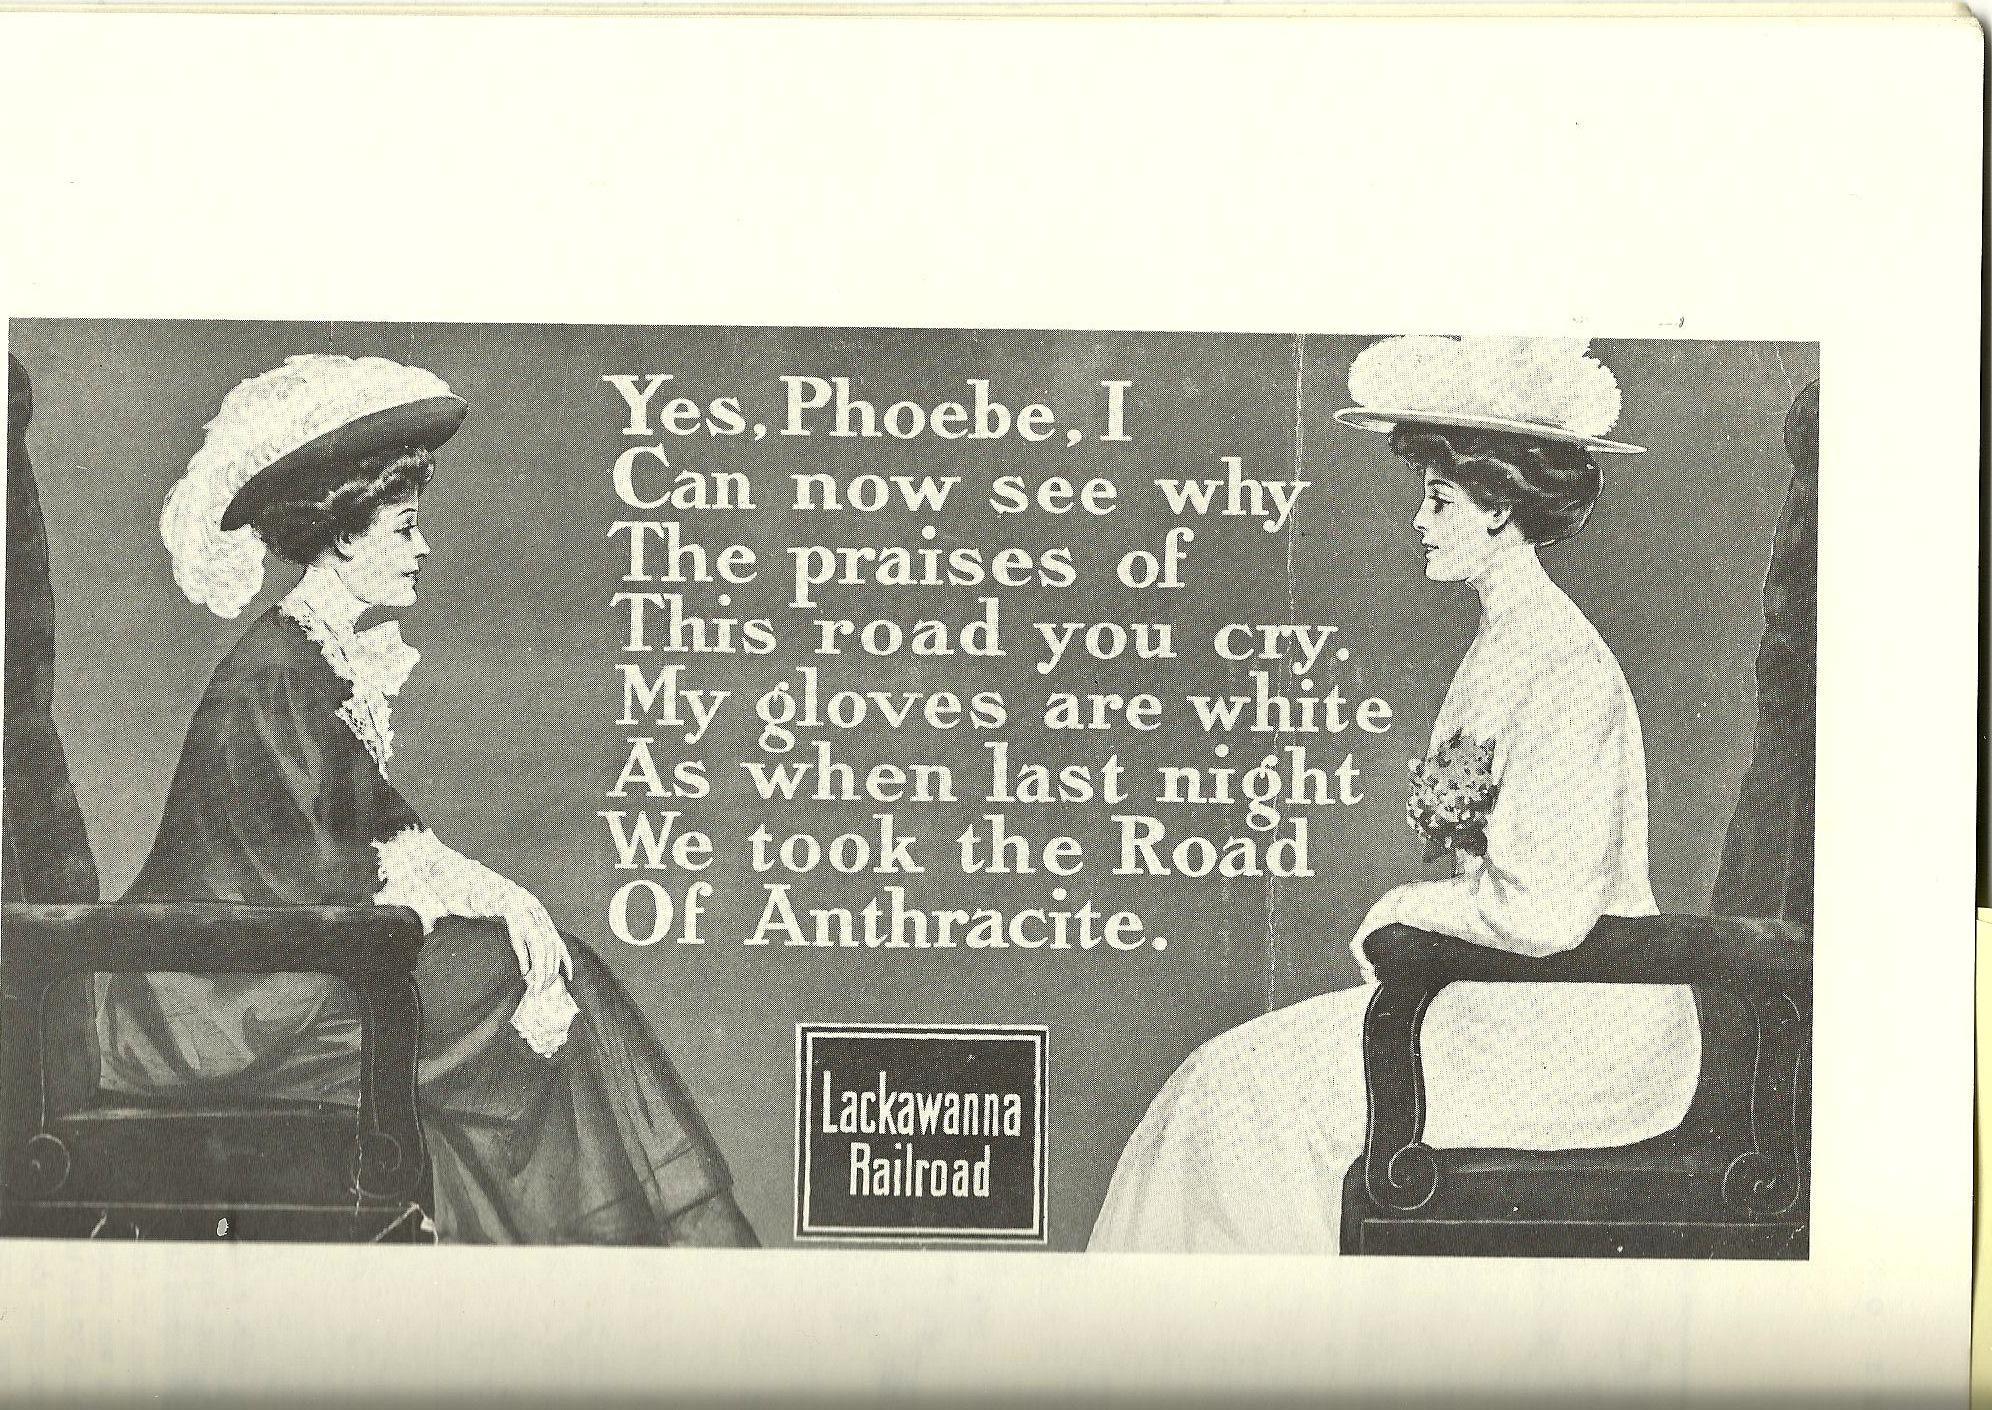 Yes, Phoebe, I
Can now see why
The praises of
This road you cry.
My gloves are white
As when last night
We took the Road
Of Anthracite.
Lackawanna
Railroad